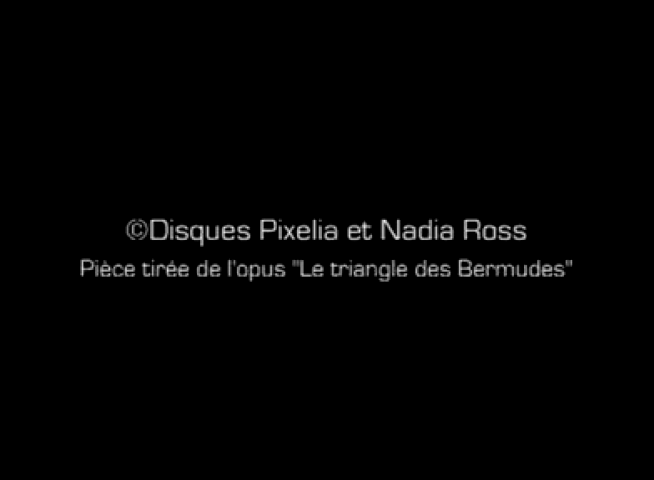 ©Disques Pixelia et Nadia Ross
Pièce tirée de l'opus "Le triangle des Bermudes"